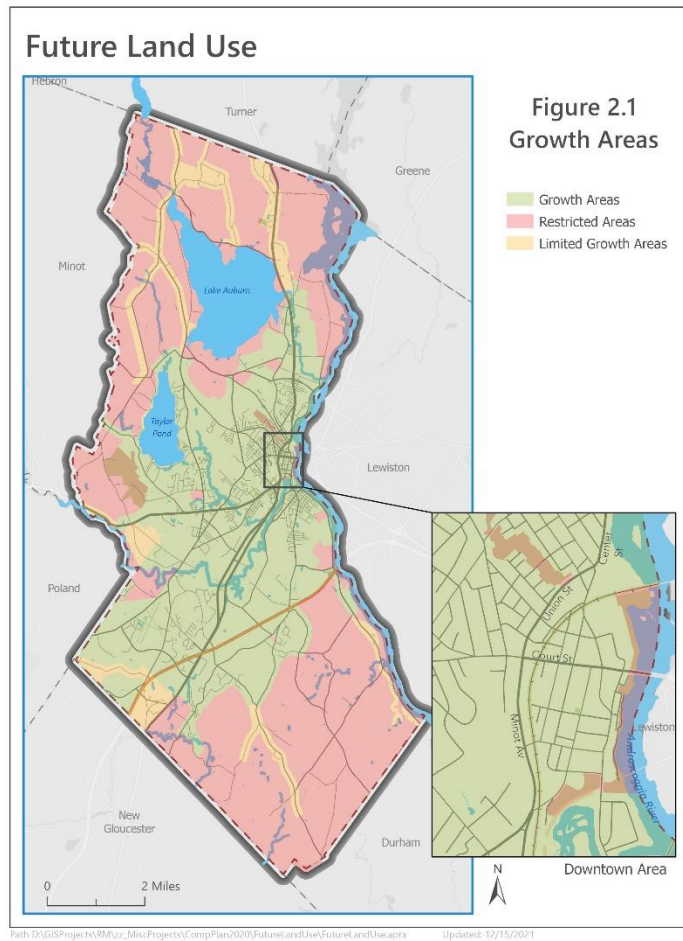 Future Land Use
Hebron
Turner
Figure 2.1
Growth Areas
Greene
Growth Areas
Restricted Areas
Limited Growth Areas
Minot
Lake Auburn
Taylor
Pond
Lewiston
Poland
Center
St
Union St
Court St
Minot Av
Lewiston
Androscoggin River
New
Gloucester
Durham
Downtown Area
0 2 Miles
N
Path D:\GISProjects\RM\zz_MiscProjects\CompPlan2020\FutureLandUse\FutureLandUse.aprx Updated: 12/15/2021